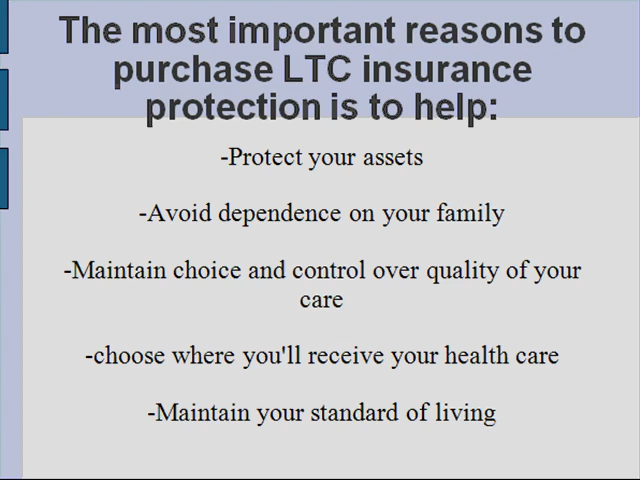 The most important reasons to
purchase LTC insurance
protection is to help:
-Protect your assets
-Avoid dependence on your family
-Maintain choice and control over quality of your
care
-choose where you'll receive your health care
-Maintain your standard of living